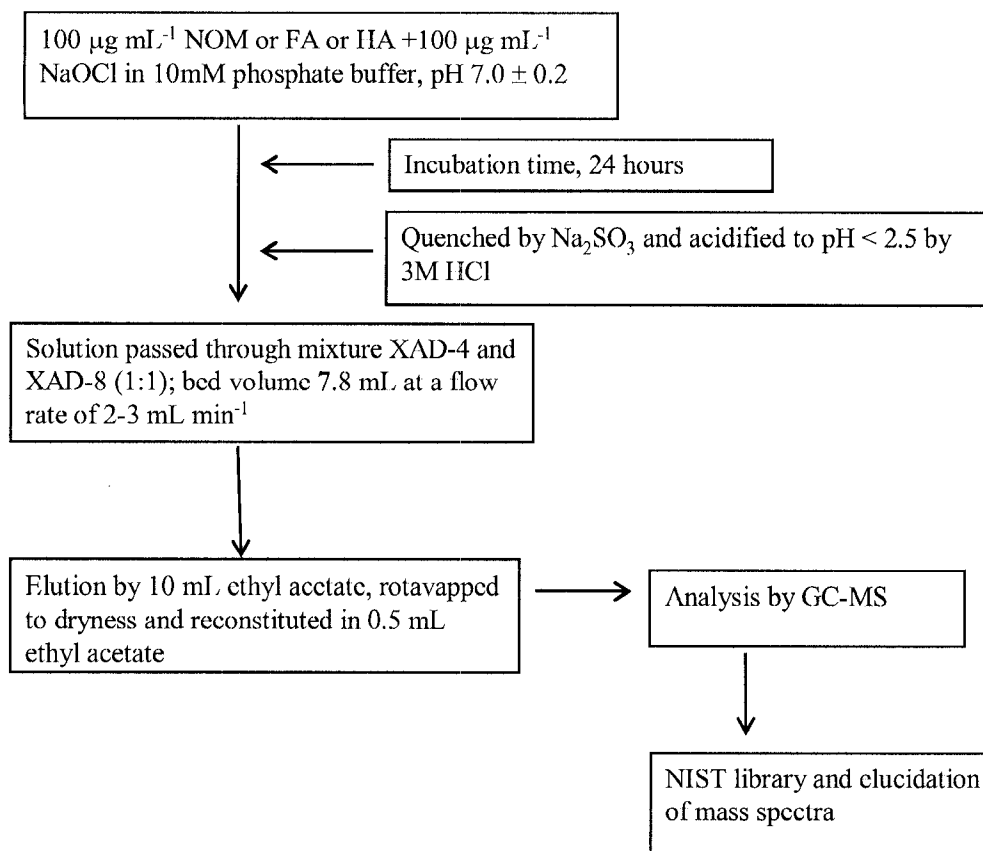 100 µg mL⁻¹ NOM or FA or HA +100 µg mL⁻¹
NaOCl in 10mM phosphate buffer, pH 7.0 ± 0.2
Incubation time, 24 hours
Quenched by Na₂SO₃ and acidified to pH < 2.5 by
3M HCl
Solution passed through mixture XAD-4 and
XAD-8 (1:1); bed volume 7.8 mL at a flow
rate of 2-3 mL min⁻¹
Elution by 10 mL ethyl acetate, rotavapped
to dryness and reconstituted in 0.5 mL
ethyl acetate
Analysis by GC-MS
NIST library and elucidation
of mass spectra